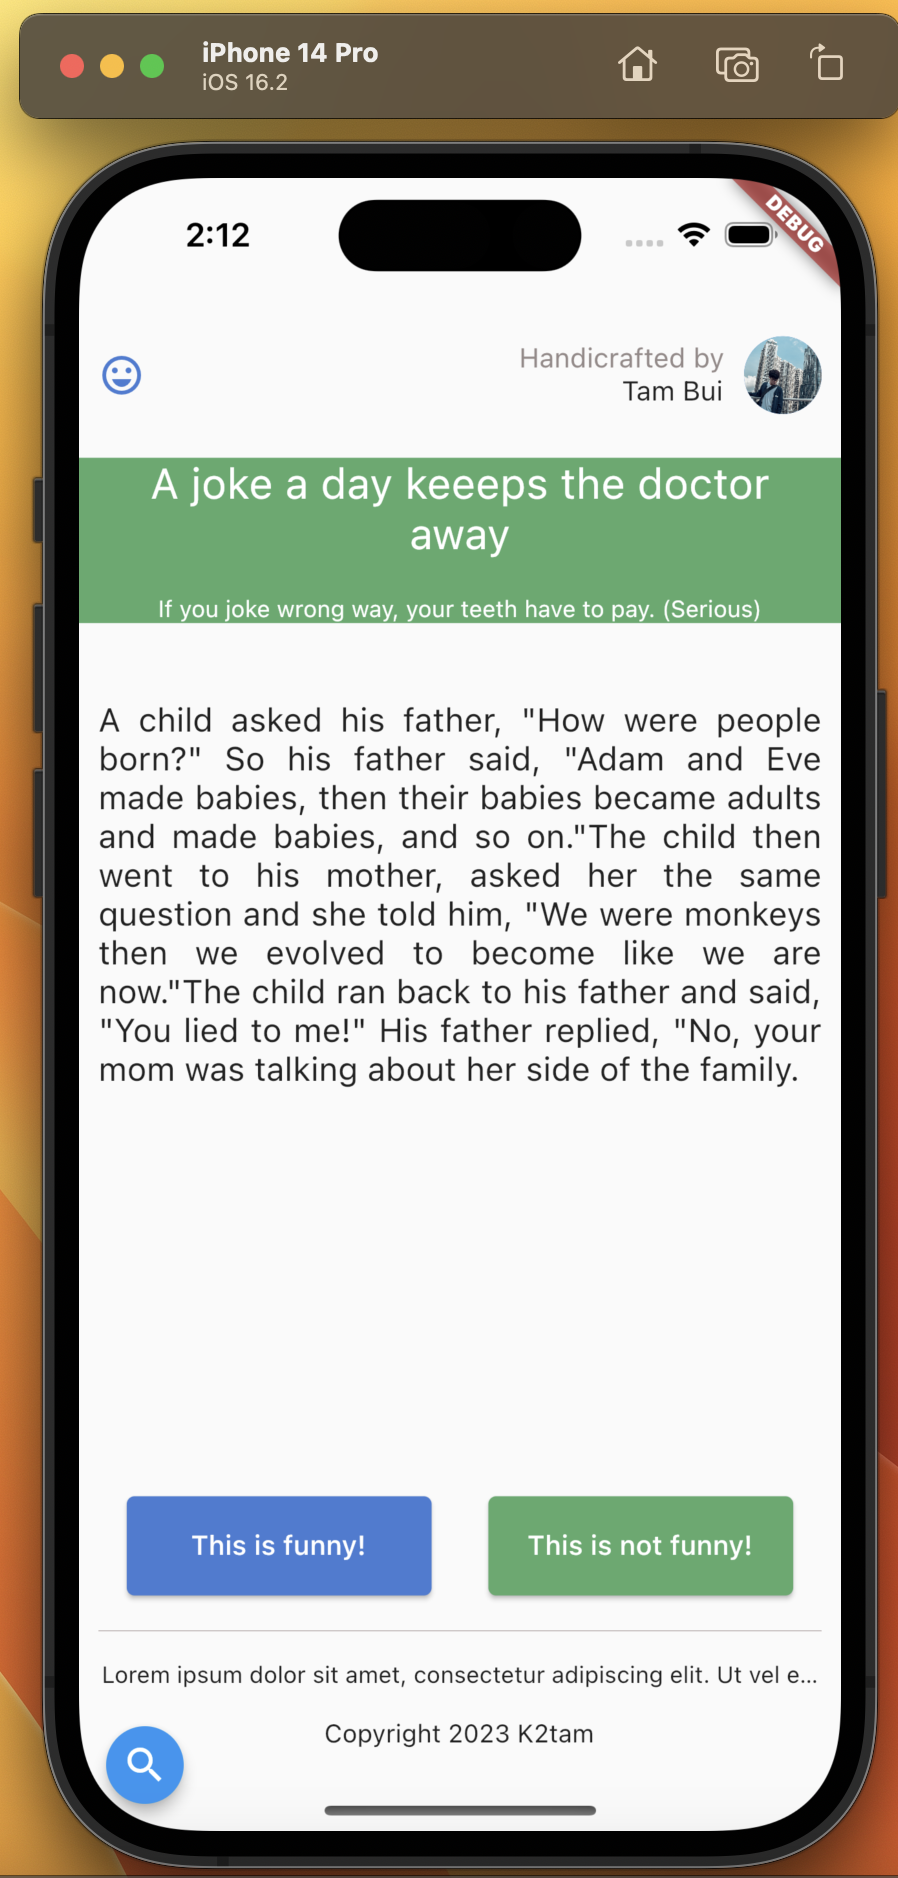 iPhone 14 Pro
iOS 16.2
2:12
DEBUG
Handicrafted by
Tam Bui
A joke a day keeeps the doctor
away
If you joke wrong way, your teeth have to pay. (Serious)
A child asked his father, "How were people
born?" So his father said, "Adam and Eve
made babies, then their babies became adults
and made babies, and so on."The child then
went to his mother, asked her the same
question and she told him, "We were monkeys
then we evolved to become like we are
now."The child ran back to his father and said,
"You lied to me!" His father replied, "No, your
mom was talking about her side of the family.
This is funny!
This is not funny!
Lorem ipsum dolor sit amet, consectetur adipiscing elit. Ut vel e...
Copyright 2023 K2tam